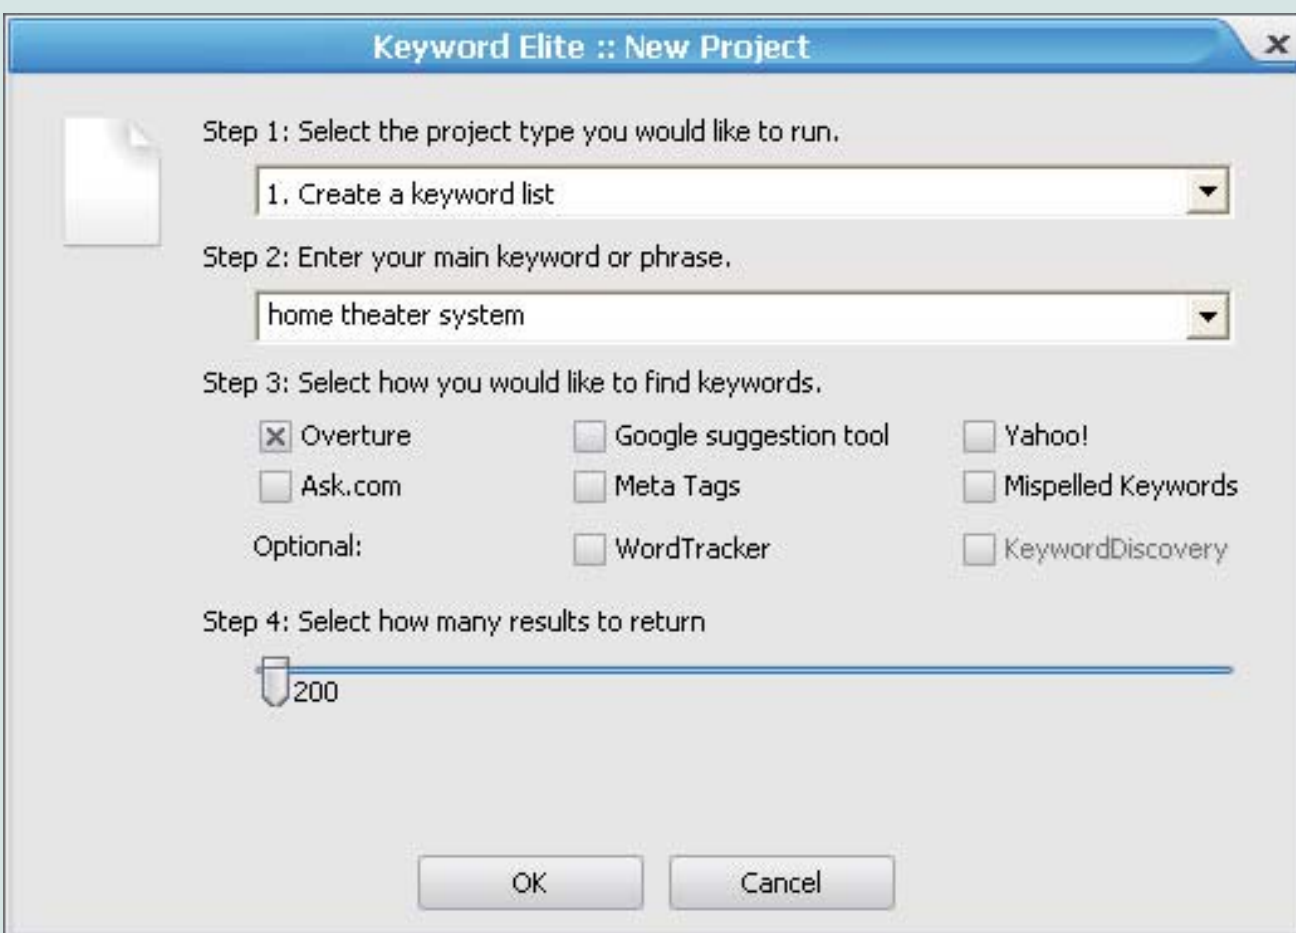 Keyword Elite :: New Project
Step 1: Select the project type you would like to run.
1. Create a keyword list
Step 2: Enter your main keyword or phrase.
home theater system
Step 3: Select how you would like to find keywords.
Overture Google suggestion tool Yahoo!
Ask.com Meta Tags Mispelled Keywords
Optional: WordTracker KeywordDiscovery
Step 4: Select how many results to return
200
OK Cancel